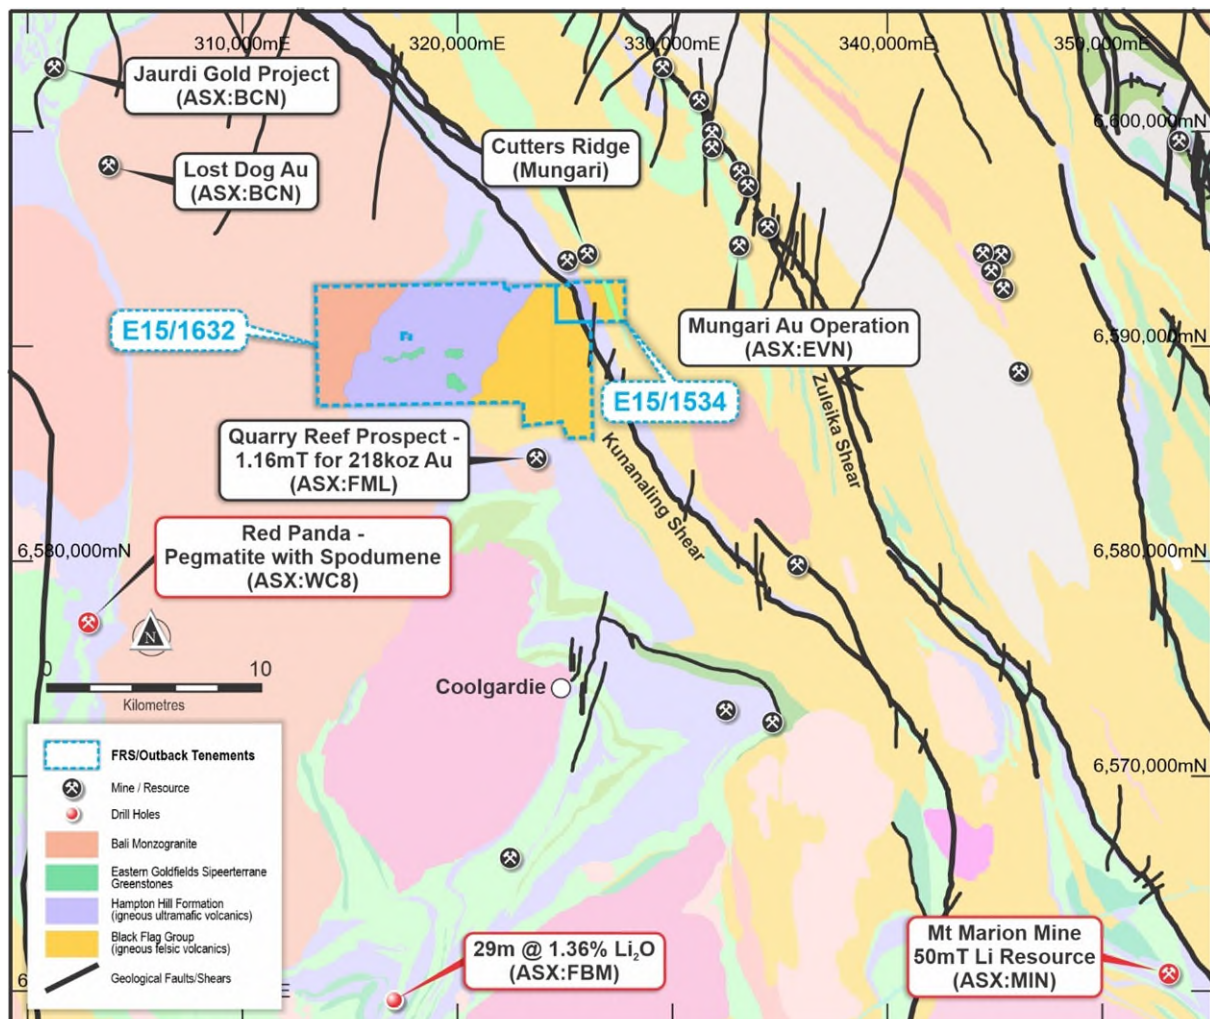 310,000mE
320,000mE
330,000mE
340,000mE
350,000mE
Jaurdi Gold Project
(ASX:BCN)
6,600,000mN
Cutters Ridge
(Mungari)
Lost Dog Au
(ASX:BCN)
E15/1632
Mungari Au Operation
(ASX:EVN)
6,590,000mN
E15/1534
Zuleika Shear
Quarry Reef Prospect -
1.16mT for 218koz Au
(ASX:FML)
Kunanaling Shear
Red Panda -
Pegmatite with Spodumene
(ASX:WC8)
6,580,000mN
6,580,000mN
N
0
10
Kilometres
Coolgardie
6,570,000mN
FRS/Outback Tenements
Mine / Resource
Drill Holes
Bali Monzogranite
Eastern Goldfields Sipeerterrane
Greenstones
Hampton Hill Formation
(igneous ultramafic volcanics)
Black Flag Group
(igneous felsic volcanics)
Geological Faults/Shears
29m @ 1.36% Li₂O
(ASX:FBM)
Mt Marion Mine
50mT Li Resource
(ASX:MIN)
6
E